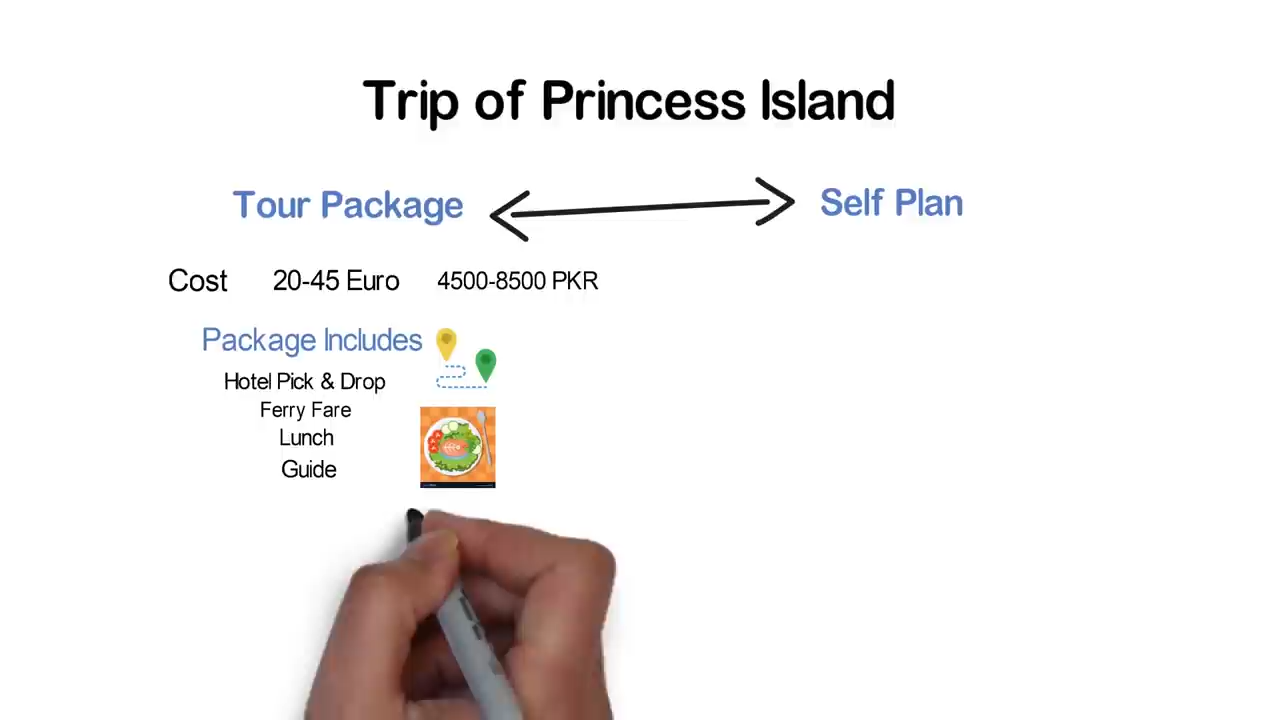 Trip of Princess Island
Tour Package
Self Plan
Cost 20-45 Euro 4500-8500 PKR
Package Includes
Hotel Pick & Drop
Ferry Fare
Lunch
Guide